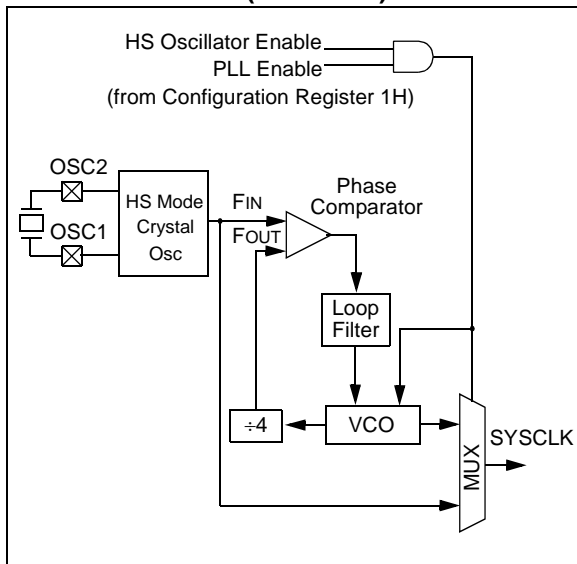 HS Oscillator Enable
PLL Enable
(from Configuration Register 1H)
OSC2
OSC1
HS Mode
Crystal
Osc
FIN
FOUT
Phase
Comparator
Loop
Filter
÷4
VCO
MUX
SYSCLK